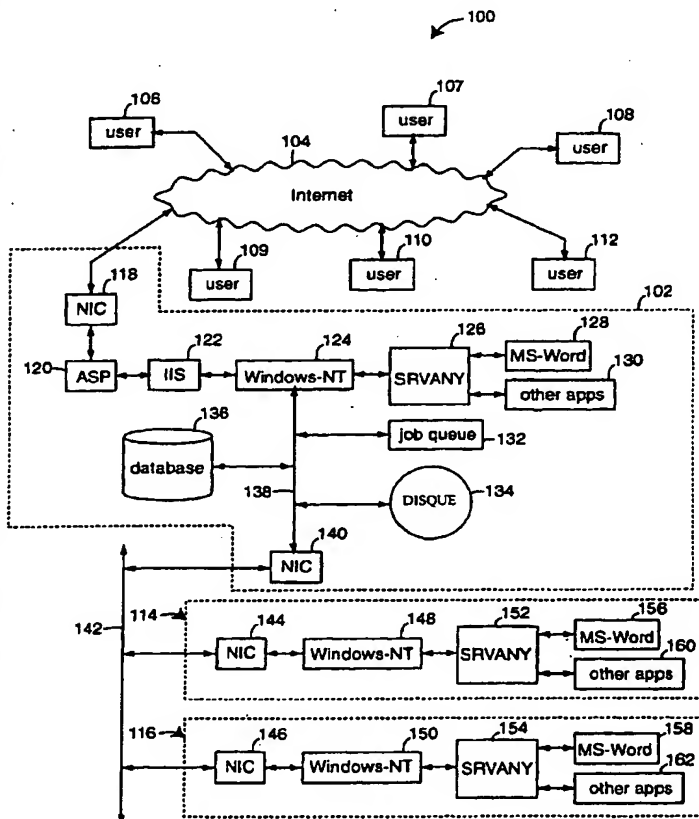 100
106
107
108
user
user
user
104
Internet
109
110
112
user
user
user
118
NIC
102
120
ASP
122
IIS
124
Windows-NT
126
SRVANY
128
MS-Word
130
other apps
136
database
job queue
132
138
DISQUE
134
140
NIC
142
114
144
NIC
148
Windows-NT
152
SRVANY
156
MS-Word
160
other apps
116
146
NIC
150
Windows-NT
154
SRVANY
158
MS-Word
162
other apps